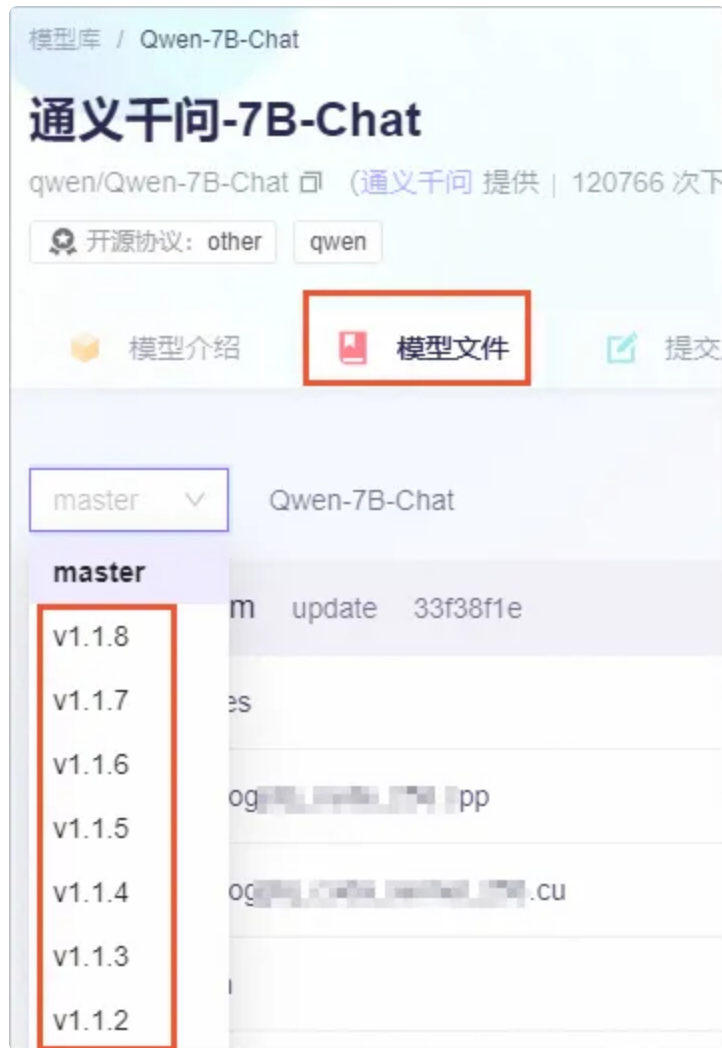 模型库 / Qwen-7B-Chat
通义千问-7B-Chat
qwen/Qwen-7B-Chat (通义千问 提供 | 120766 次下
开源协议：other qwen
模型介绍 模型文件 提交
master Qwen-7B-Chat
master
m update 33f38f1e
v1.1.8
v1.1.7
es
v1.1.6
og pp
v1.1.5
v1.1.4
og .cu
v1.1.3
v1.1.2